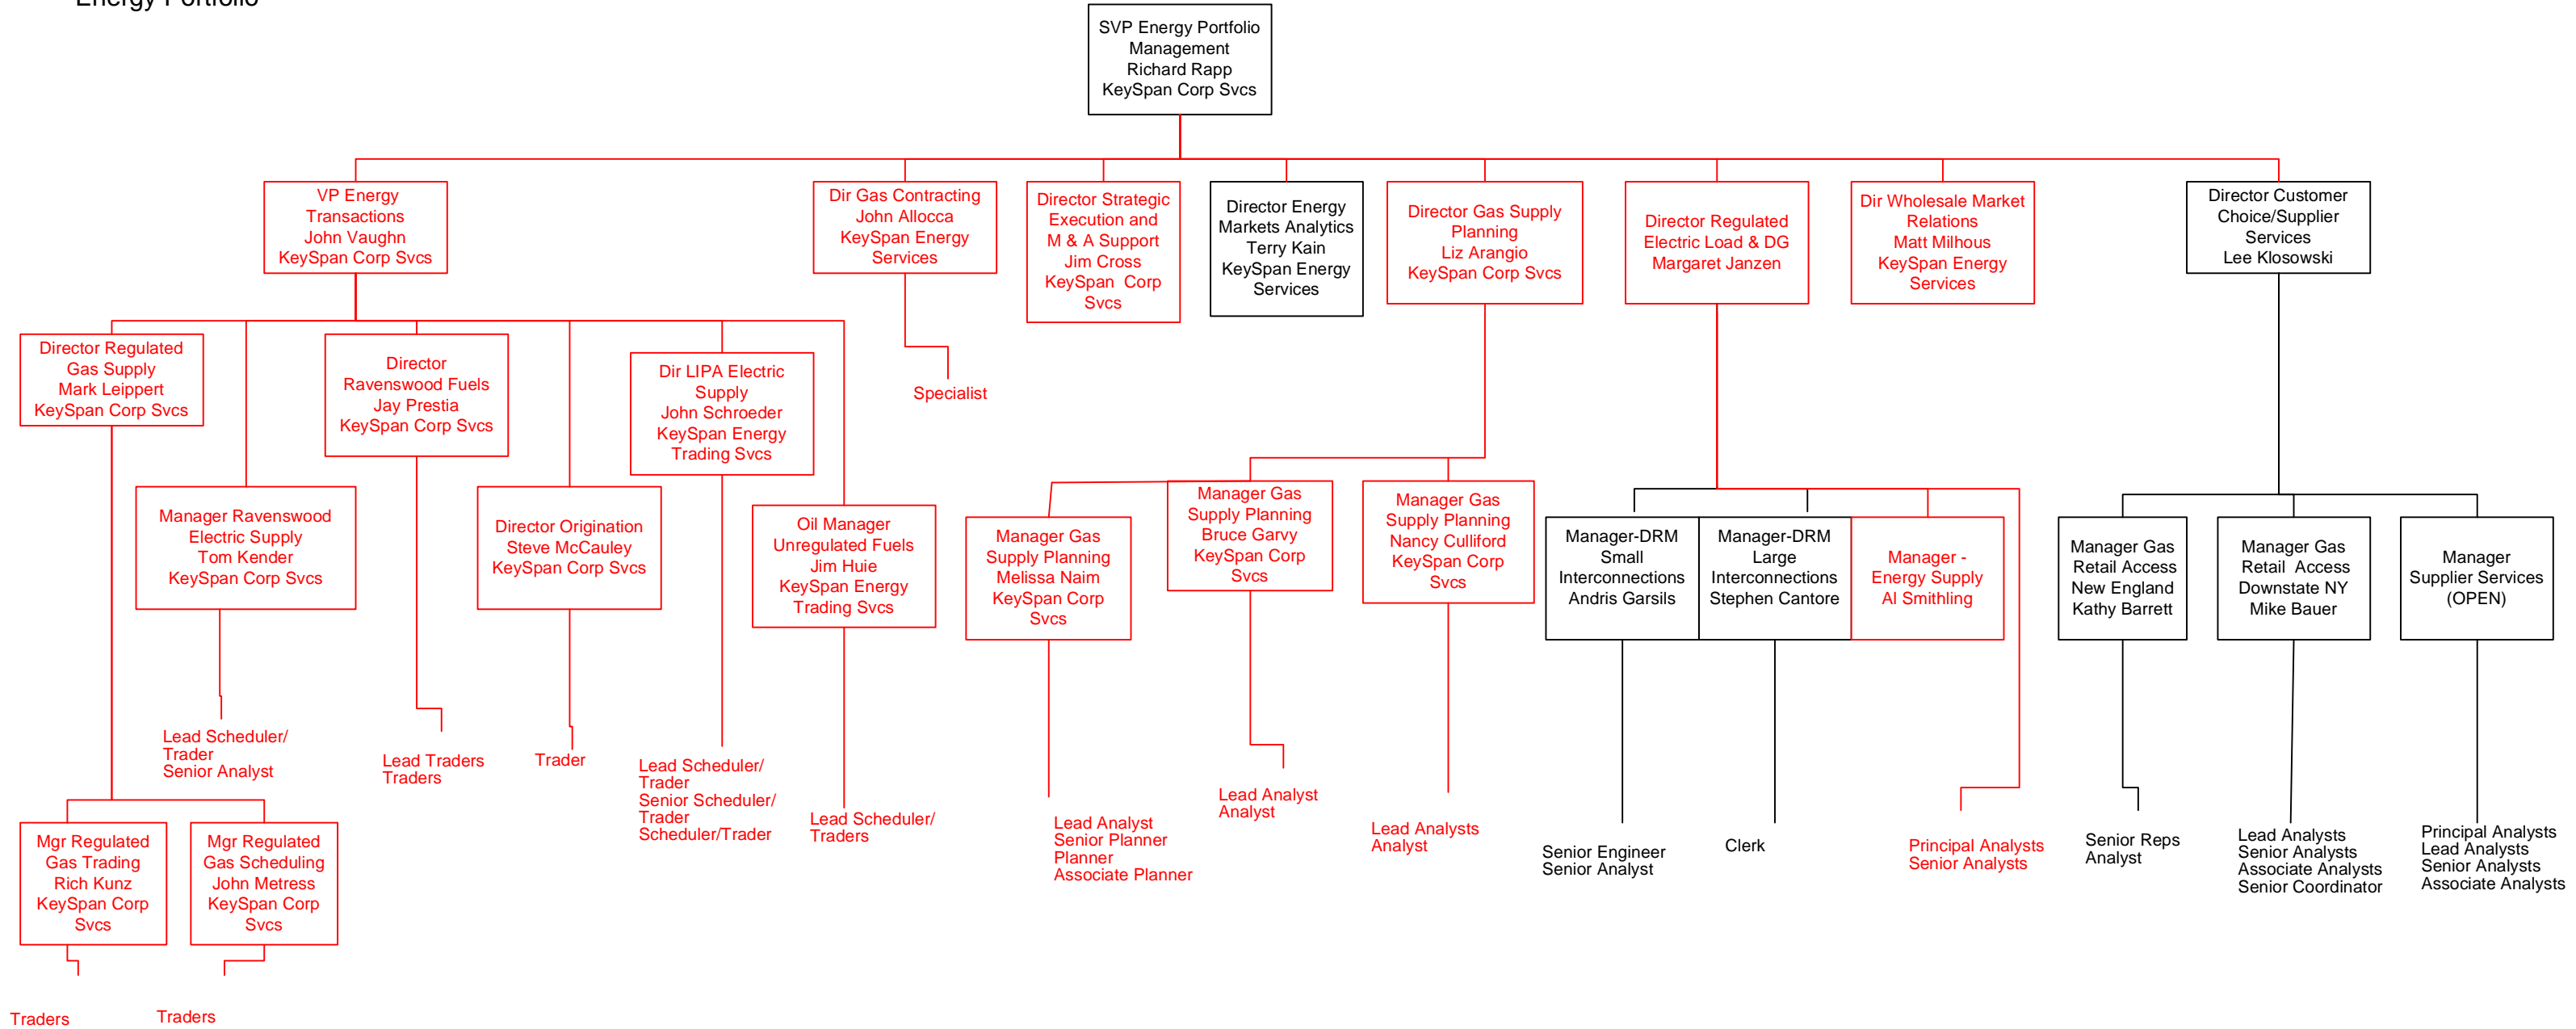 Energy Portfolio
SVP Energy Portfolio
Management
Richard Rapp
KeySpan Corp Svcs
VP Energy
Transactions
John Vaughn
KeySpan Corp Svcs
Dir Gas Contracting
John Allocca
KeySpan Energy
Services
Director Strategic
Execution and
M & A Support
Jim Cross
KeySpan Corp
Svcs
Director Energy
Markets Analytics
Terry Kain
KeySpan Energy
Services
Director Gas Supply
Planning
Liz Arangio
KeySpan Corp Svcs
Director Regulated
Electric Load & DG
Margaret Janzen
Dir Wholesale Market
Relations
Matt Milhous
KeySpan Energy
Services
Director Customer
Choice/Supplier
Services
Lee Klosowski
Director Regulated
Gas Supply
Mark Leippert
KeySpan Corp Svcs
Director
Ravenswood Fuels
Jay Prestia
KeySpan Corp Svcs
Dir LIPA Electric
Supply
John Schroeder
KeySpan Energy
Trading Svcs
Specialist
Manager Ravenswood
Electric Supply
Tom Kender
KeySpan Corp Svcs
Director Origination
Steve McCauley
KeySpan Corp Svcs
Oil Manager
Unregulated Fuels
Jim Huie
KeySpan Energy
Trading Svcs
Manager Gas
Supply Planning
Melissa Naim
KeySpan Corp
Svcs
Manager Gas
Supply Planning
Bruce Garvy
KeySpan Corp
Svcs
Manager Gas
Supply Planning
Nancy Culliford
KeySpan Corp
Svcs
Manager-DRM
Small
Interconnections
Andris Garsils
Manager-DRM
Large
Interconnections
Stephen Cantore
Manager -
Energy Supply
Al Smithling
Manager Gas
Retail Access
New England
Kathy Barrett
Manager Gas
Retail Access
Downstate NY
Mike Bauer
Manager
Supplier Services
(OPEN)
Lead Scheduler/
Trader
Senior Analyst
Lead Traders
Traders
Trader
Lead Scheduler/
Trader
Senior Scheduler/
Trader
Scheduler/Trader
Lead Scheduler/
Traders
Lead Analyst
Senior Planner
Planner
Associate Planner
Lead Analyst
Analyst
Lead Analysts
Analyst
Senior Engineer
Senior Analyst
Clerk
Principal Analysts
Senior Analysts
Senior Reps
Analyst
Lead Analysts
Senior Analysts
Associate Analysts
Senior Coordinator
Principal Analysts
Lead Analysts
Senior Analysts
Associate Analysts
Mgr Regulated
Gas Trading
Rich Kunz
KeySpan Corp
Svcs
Mgr Regulated
Gas Scheduling
John Metress
KeySpan Corp
Svcs
Traders
Traders